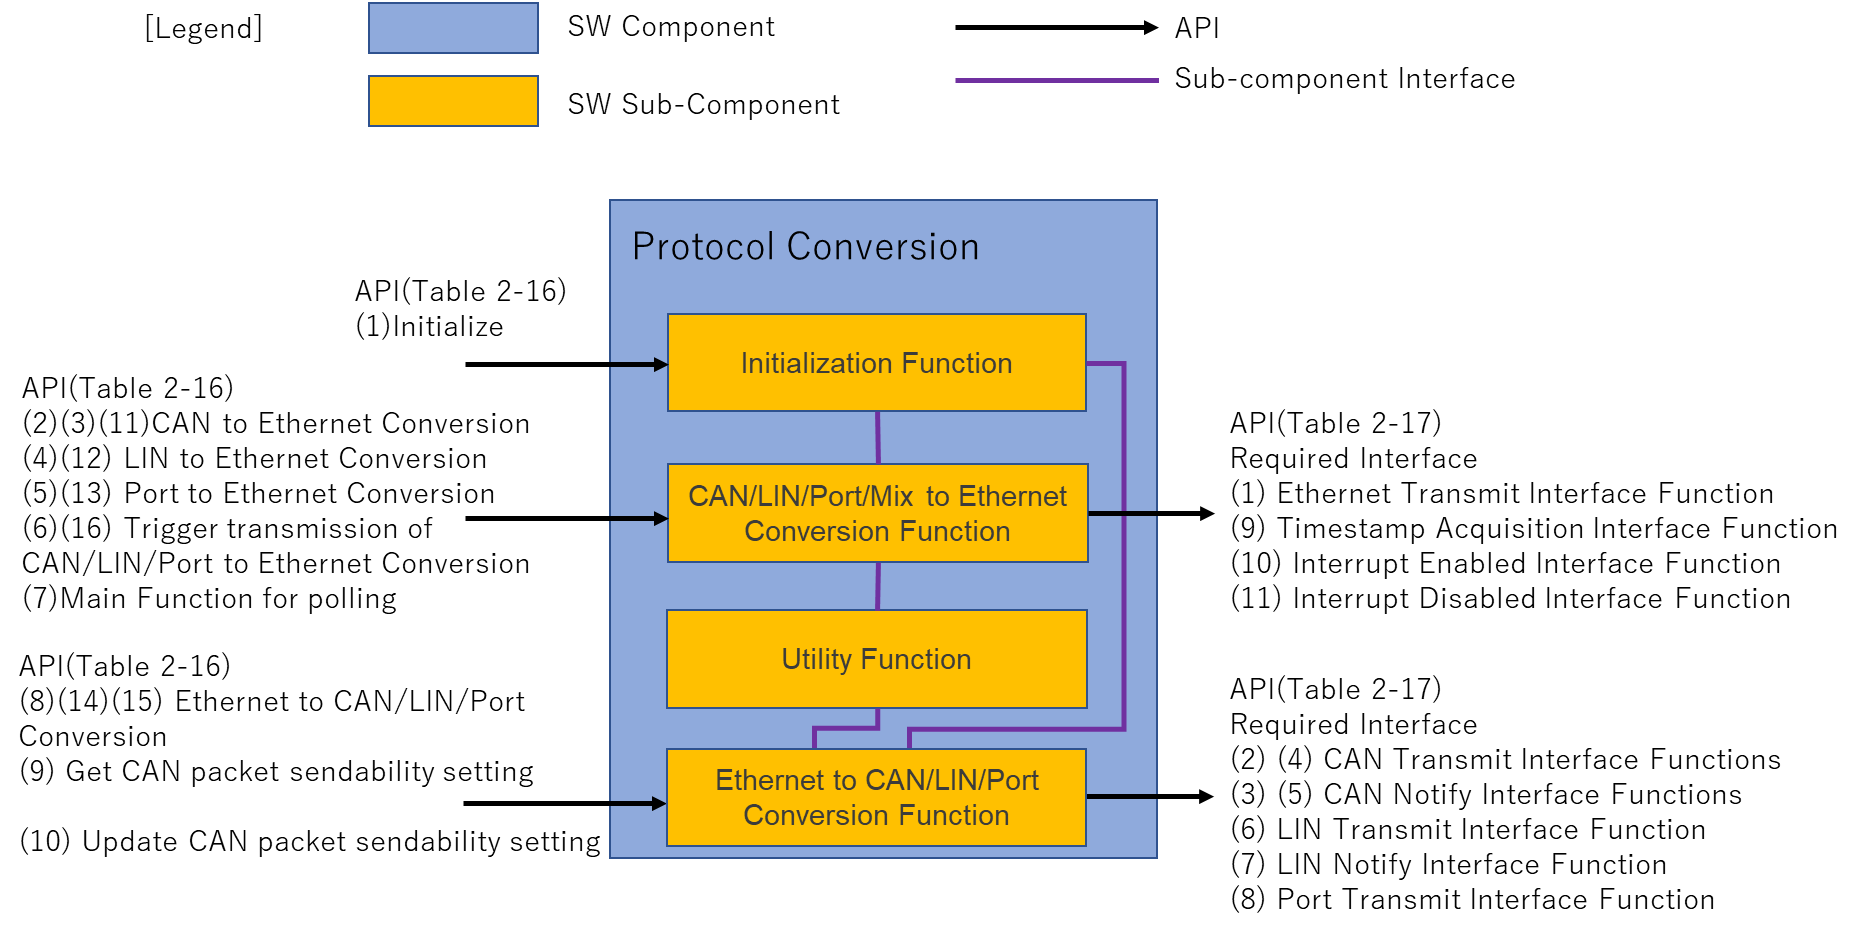 [Legend]
SW Component
API
SW Sub-Component
Sub-component Interface
Protocol Conversion
API(Table 2-16)
(1)Initialize
Initialization Function
API(Table 2-16)
(2)(3)(11)CAN to Ethernet Conversion
(4)(12) LIN to Ethernet Conversion
(5)(13) Port to Ethernet Conversion
(6)(16) Trigger transmission of
CAN/LIN/Port to Ethernet Conversion
(7)Main Function for polling
CAN/LIN/Port/Mix to Ethernet
Conversion Function
API(Table 2-17)
Required Interface
(1) Ethernet Transmit Interface Function
(9) Timestamp Acquisition Interface Function
(10) Interrupt Enabled Interface Function
(11) Interrupt Disabled Interface Function
Utility Function
API(Table 2-16)
(8)(14)(15) Ethernet to CAN/LIN/Port
Conversion
(9) Get CAN packet sendability setting
(10) Update CAN packet sendability setting
Ethernet to CAN/LIN/Port
Conversion Function
API(Table 2-17)
Required Interface
(2) (4) CAN Transmit Interface Functions
(3) (5) CAN Notify Interface Functions
(6) LIN Transmit Interface Function
(7) LIN Notify Interface Function
(8) Port Transmit Interface Function